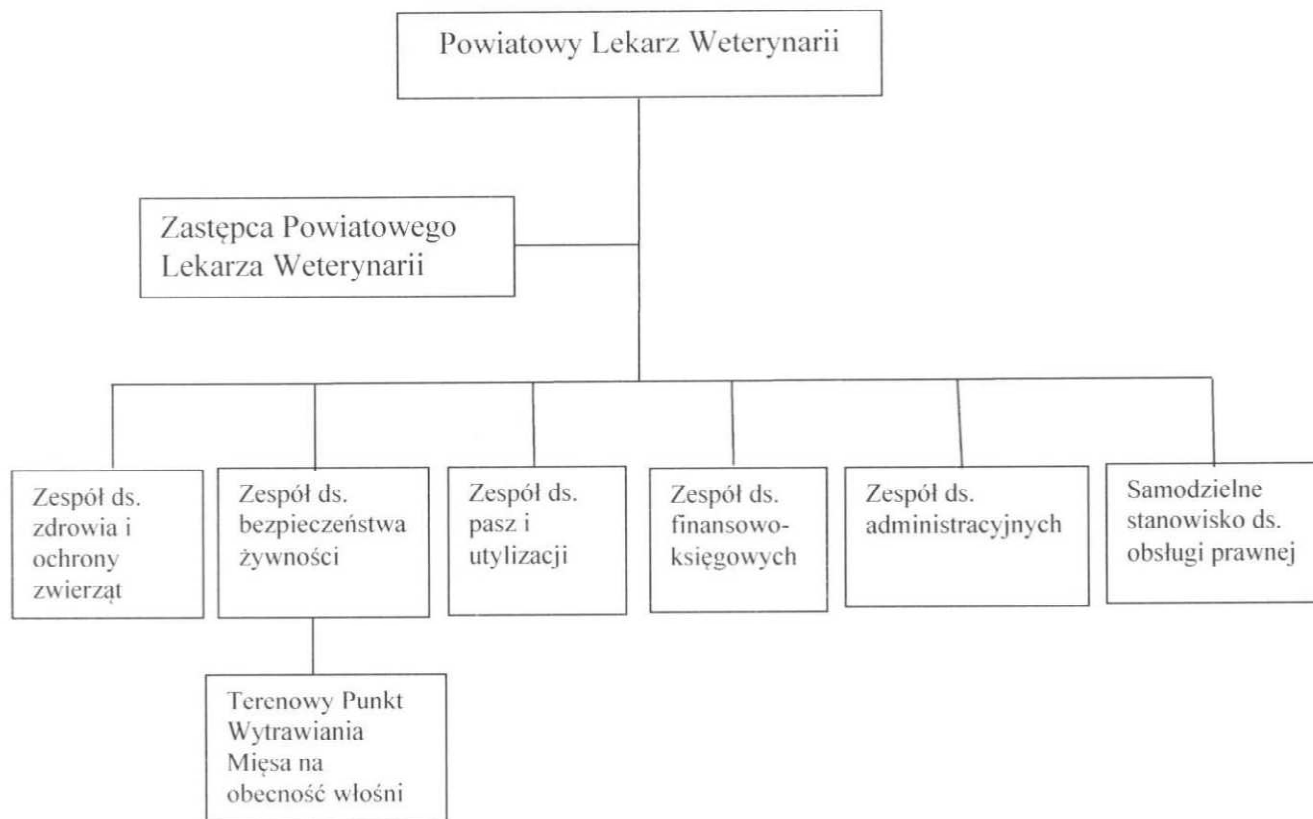 Powiatowy Lekarz Weterynarii
Zastępca Powiatowego
Lekarza Weterynarii
Zespół ds.
zdrowia i
ochrony
zwierząt
Zespół ds.
bezpieczeństwa
żywności
Zespół ds.
pasz i
utylizacji
Zespół ds.
finansowo-
księgowych
Zespół ds.
administracyjnych
Samodzielne
stanowisko ds.
obsługi prawnej
Terenowy Punkt
Wytrawiania
Mięsa na
obecność włośni